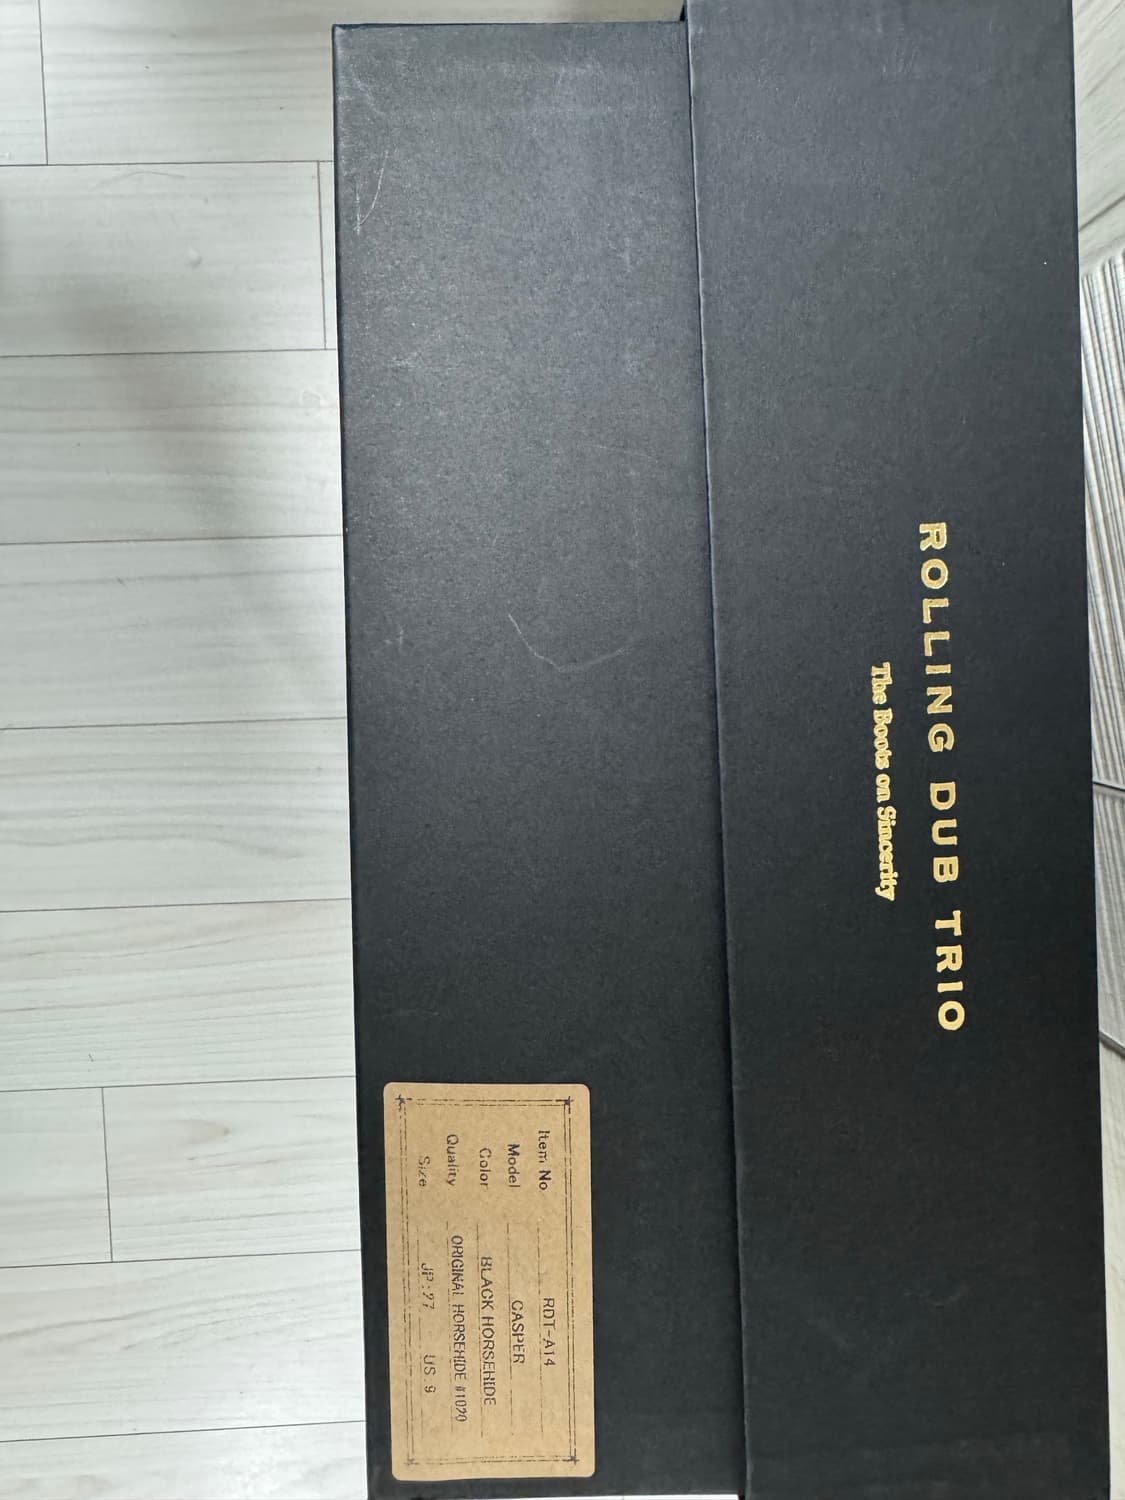 ROLLING DUB TRIO
The Boots on Sincerity
Item No. RDT-A14
Model CASPER
Color BLACK HORSEHIDE
Quality ORIGINAL HORSEHIDE #1020
Size JP:27 US:9